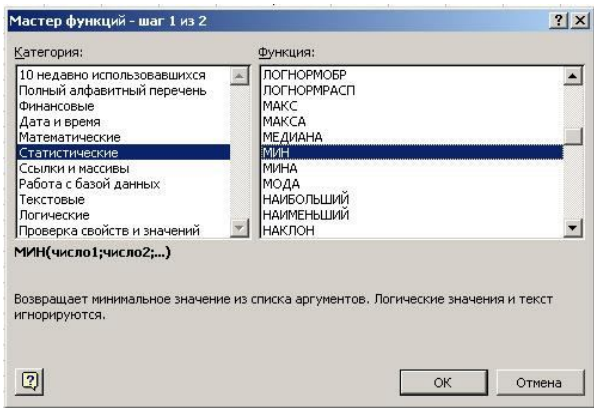 Мастер функций - шаг 1 из 2
Категория:
Функция:
10 недавно использовавшихся
Полный алфавитный перечень
Финансовые
Дата и время
Математические
Статистические
Ссылки и массивы
Работа с базой данных
Текстовые
Логические
Проверка свойств и значений
ЛОГНОРМОБР
ЛОГНОРМРАСП
МАКС
МАКСА
МЕДИАНА
МИН
МИНА
МОДА
НАИБОЛЬШИЙ
НАИМЕНЬШИЙ
НАКЛОН
МИН(число1;число2;...)
Возвращает минимальное значение из списка аргументов. Логические значения и текст
игнорируются.
ОК
Отмена